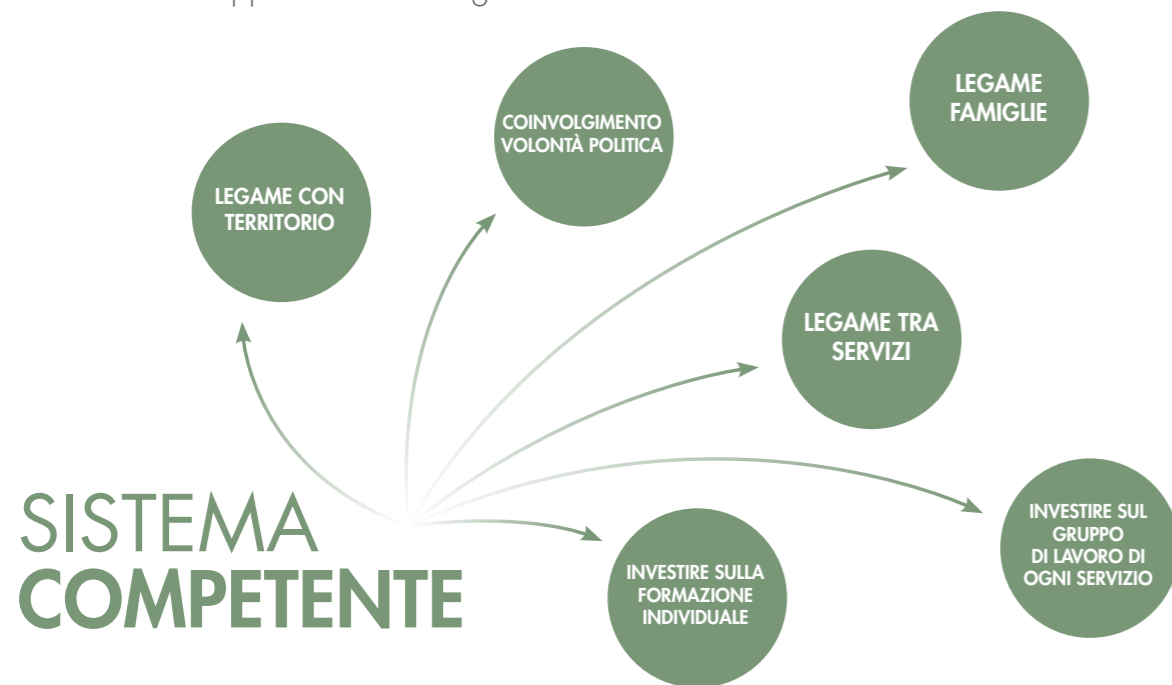 LEGAME
FAMIGLIE
COINVOLGIMENTO
VOLONTÀ POLITICA
LEGAME CON
TERRITORIO
LEGAME TRA
SERVIZI
INVESTIRE SUL
GRUPPO
DI LAVORO DI
OGNI SERVIZIO
INVESTIRE SULLA
FORMAZIONE
INDIVIDUALE
SISTEMA
COMPETENTE